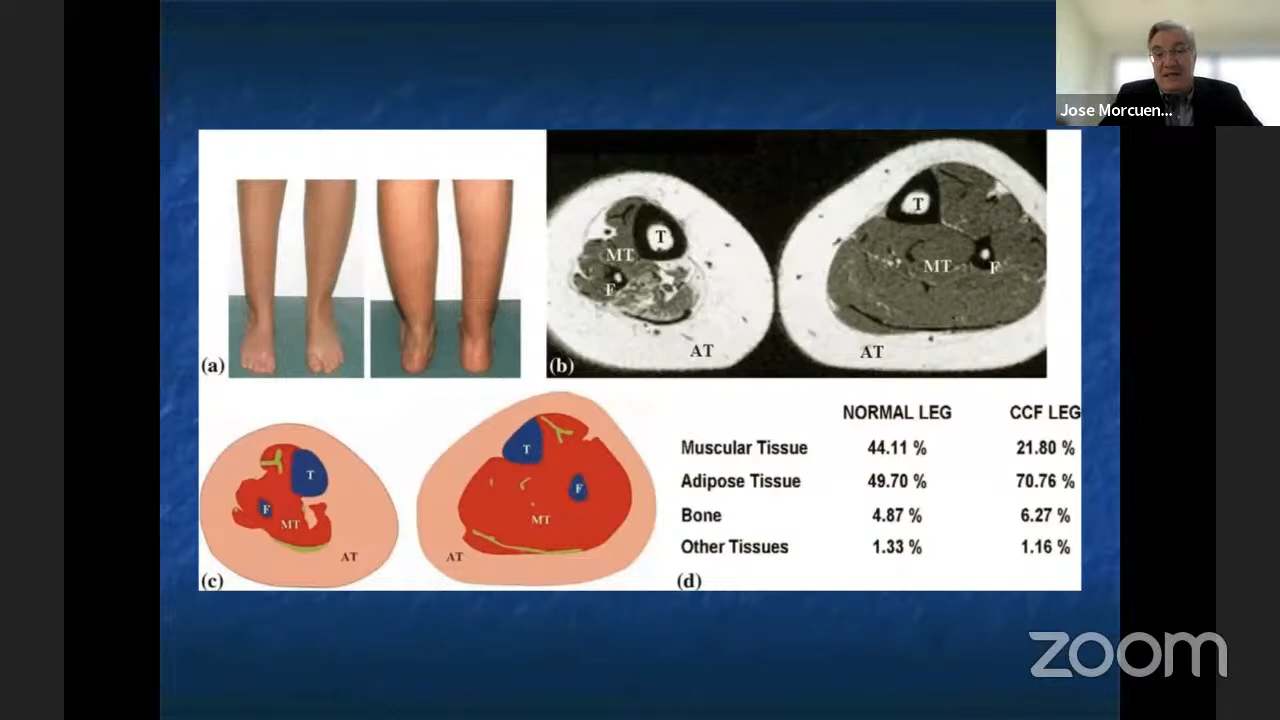 Jose Morcuen...
T
MT
F
AT
(b)
T
MT
F
AT
(a)
T
F
MT
AT
(c)
T
F
MT
AT
NORMAL LEG CCF LEG
Muscular Tissue 44.11 % 21.80 %
Adipose Tissue 49.70 % 70.76 %
Bone 4.87 % 6.27 %
Other Tissues 1.33 % 1.16 %
(d)
zoom